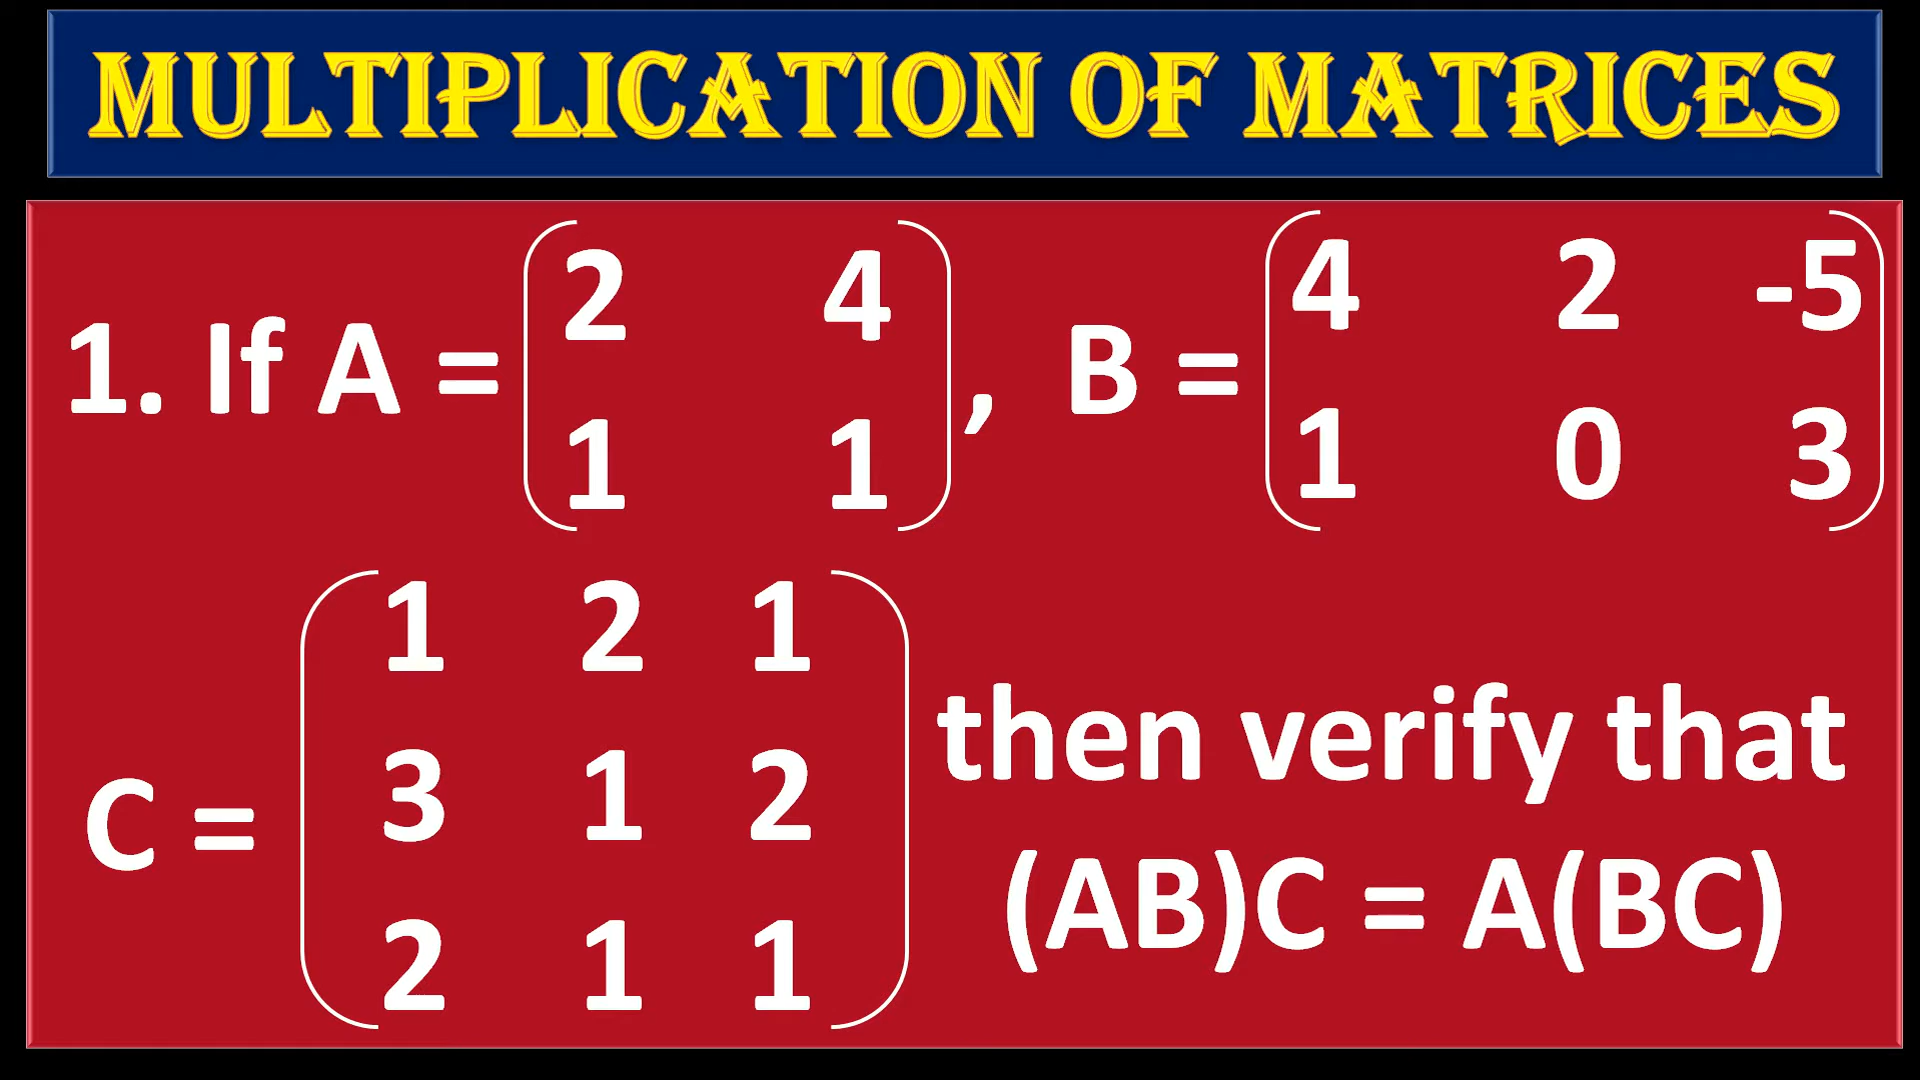 MULTIPLICATION OF MATRICES
2 4
4 2 -5
1. If A = , B =
1 1
1 0 3
1 2 1
then verify that
3 1 2
C =
(AB)C = A(BC)
2 1 1